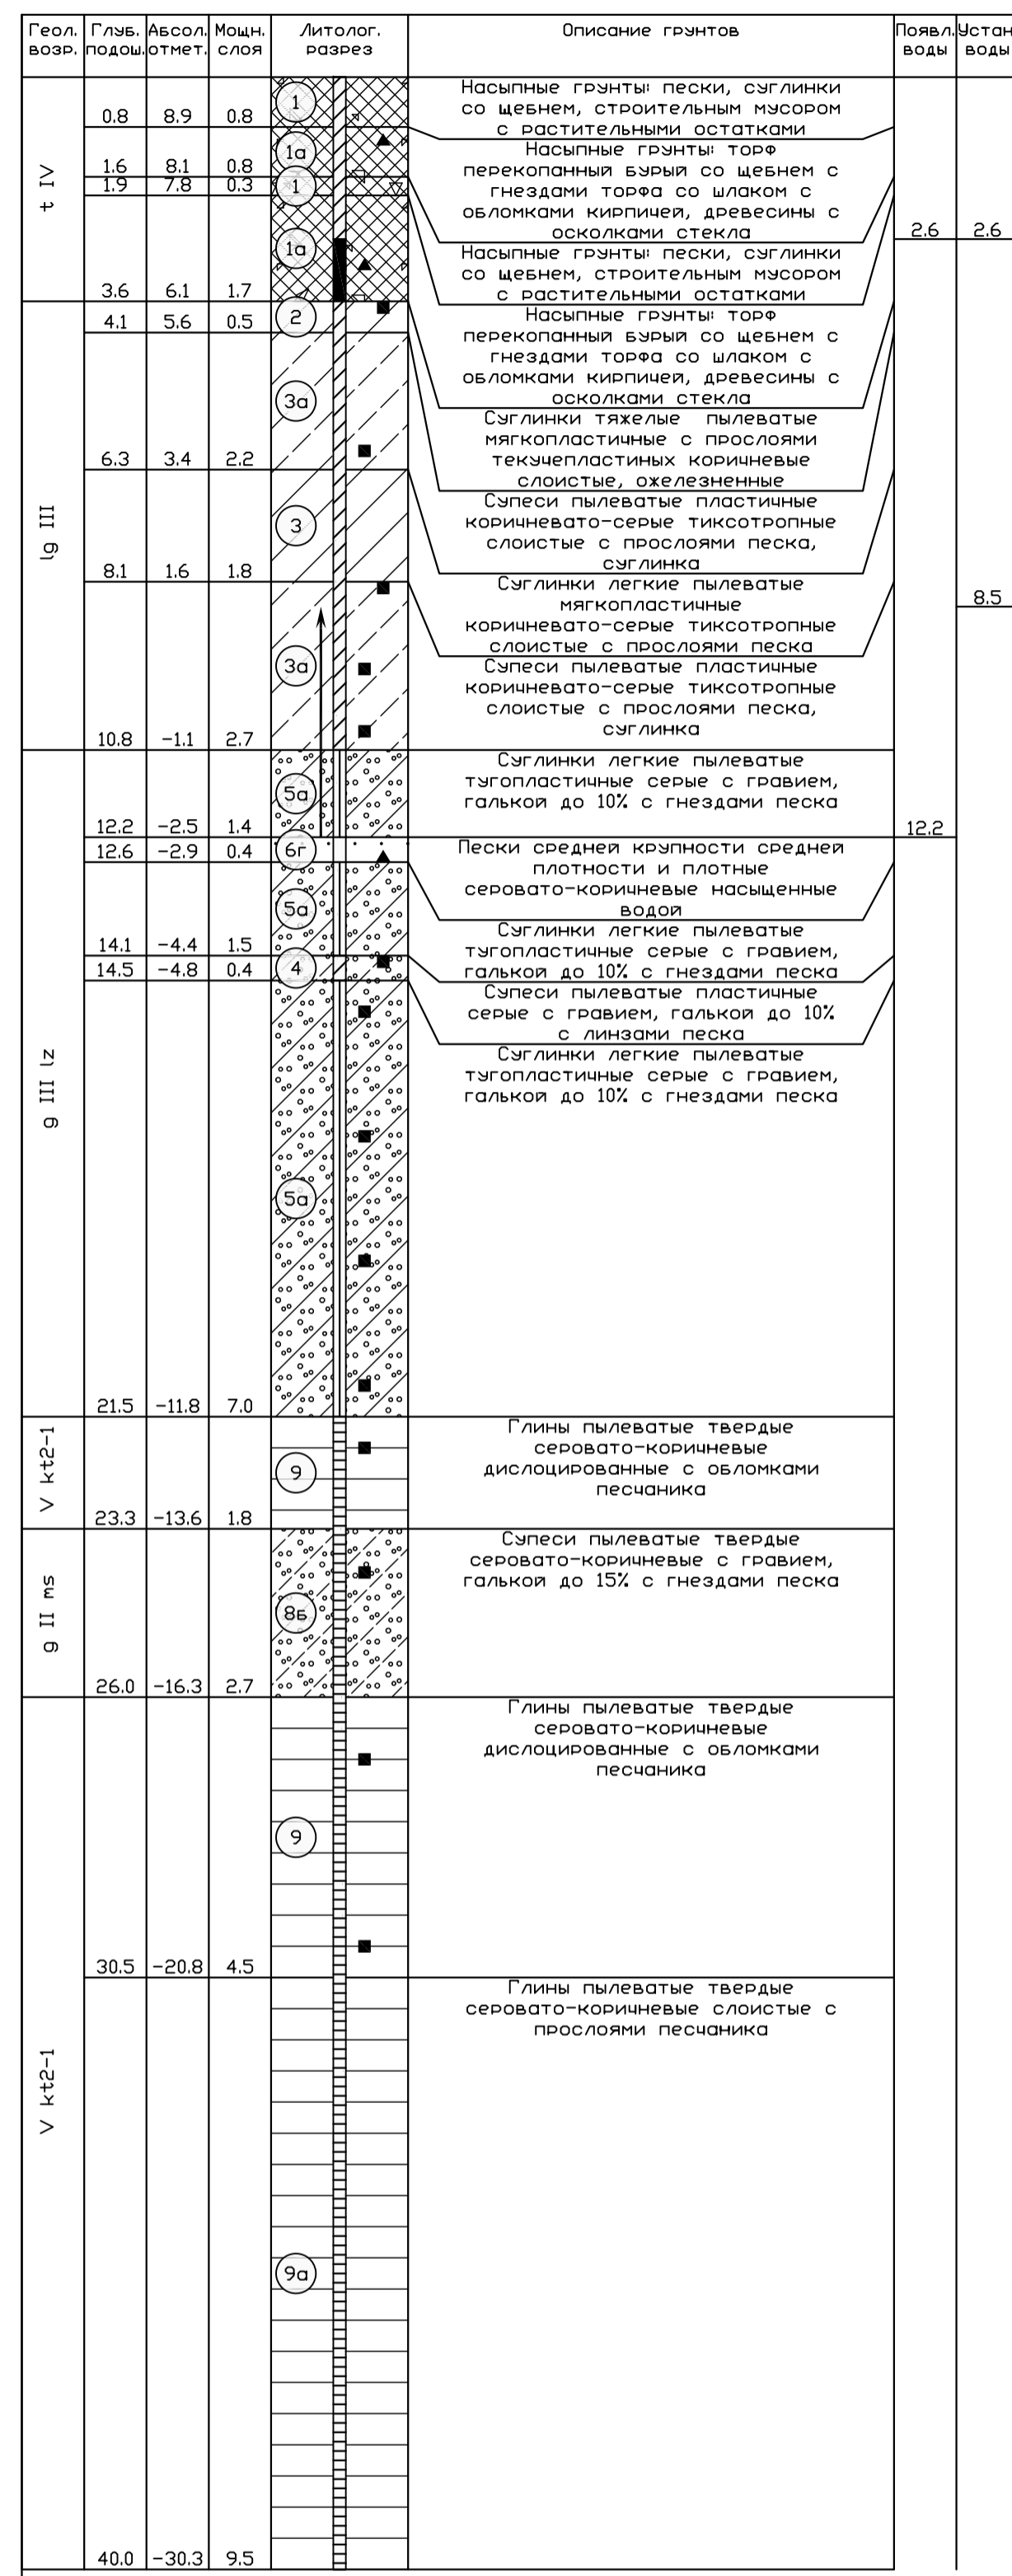 Геол. возр.
Глуб. подош.
Абсол. отмет.
Мощн. слоя
Литолог. разрез
Описание грунтов
Появл. воды
Устан. воды
t IV
0.8 8.9 0.8
1
Насыпные грунты: пески, суглинки
со щебнем, строительным мусором
с растительными остатками
1.6 8.1 0.8
1а
Насыпные грунты: торф
перекопанный бурый со щебнем с
гнездами торфа со шлаком с
обломками кирпичей, древесины с
осколками стекла
1.9 7.8 0.3
1
Насыпные грунты: пески, суглинки
со щебнем, строительным мусором
с растительными остатками
2.6 2.6
3.6 6.1 1.7
1а
Насыпные грунты: торф
перекопанный бурый со щебнем с
гнездами торфа со шлаком с
обломками кирпичей, древесины с
осколками стекла
lg III
4.1 5.6 0.5
2
Суглинки тяжелые пылеватые
мягкопластичные с прослоями
текучепластиных коричневые
слоистые, ожелезненные
6.3 3.4 2.2
3а
Супеси пылеватые пластичные
коричневато-серые тиксотропные
слоистые с прослоями песка,
суглинка
8.1 1.6 1.8
3
Суглинки легкие пылеватые
мягкопластичные
коричневато-серые тиксотропные
слоистые с прослоями песка
8.5
10.8 -1.1 2.7
3а
Супеси пылеватые пластичные
коричневато-серые тиксотропные
слоистые с прослоями песка,
суглинка
g III lz
12.2 -2.5 1.4
5а
Суглинки легкие пылеватые
тугопластичные серые с гравием,
галькой до 10% с гнездами песка
12.2
12.6 -2.9 0.4
6г
Пески средней крупности средней
плотности и плотные
серовато-коричневые насыщенные
водой
14.1 -4.4 1.5
5а
Суглинки легкие пылеватые
тугопластичные серые с гравием,
галькой до 10% с гнездами песка
14.5 -4.8 0.4
4
Супеси пылеватые пластичные
серые с гравием, галькой до 10%
с линзами песка
21.5 -11.8 7.0
5а
Суглинки легкие пылеватые
тугопластичные серые с гравием,
галькой до 10% с гнездами песка
V kt2-1
23.3 -13.6 1.8
9
Глины пылеватые твердые
серовато-коричневые
дислоцированные с обломками
песчаника
g II ms
26.0 -16.3 2.7
8б
Супеси пылеватые твердые
серовато-коричневые с гравием,
галькой до 15% с гнездами песка
V kt2-1
30.5 -20.8 4.5
9
Глины пылеватые твердые
серовато-коричневые
дислоцированные с обломками
песчаника
40.0 -30.3 9.5
9а
Глины пылеватые твердые
серовато-коричневые слоистые с
прослоями песчаника